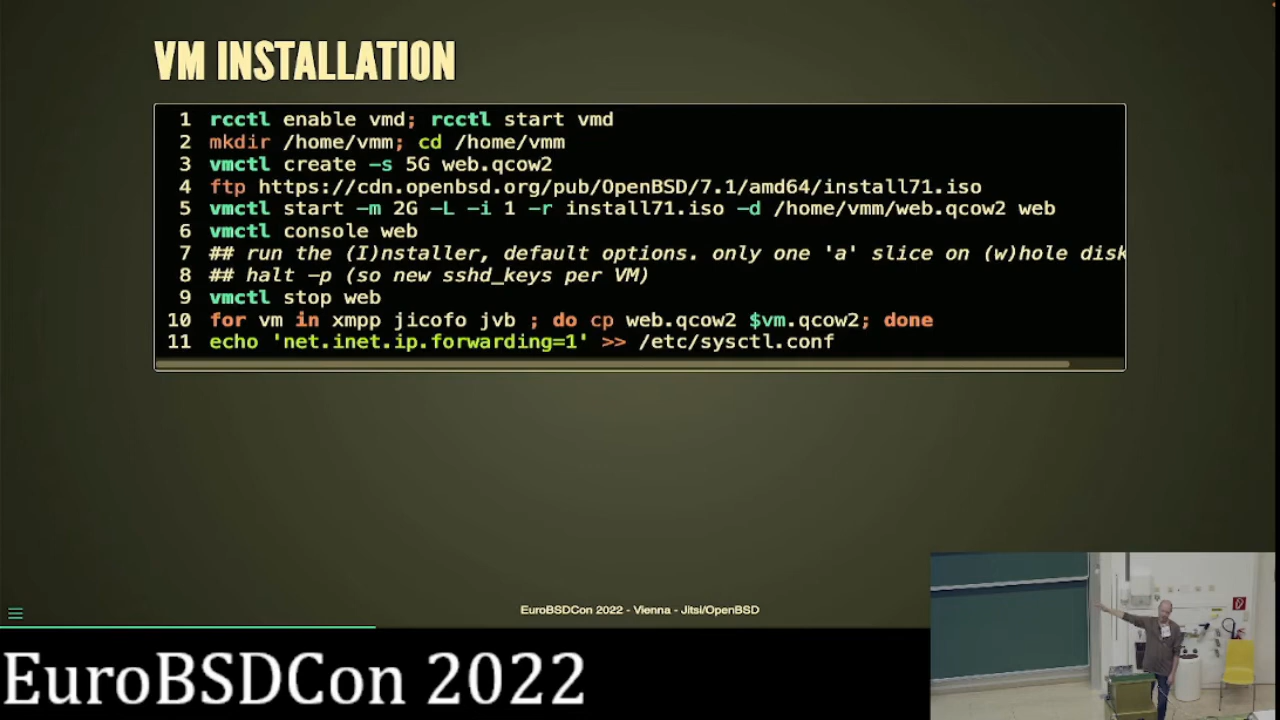 VM INSTALLATION
1 rcctl enable vmd; rcctl start vmd
2 mkdir /home/vmm; cd /home/vmm
3 vmctl create -s 5G web.qcow2
4 ftp https://cdn.openbsd.org/pub/OpenBSD/7.1/amd64/install71.iso
5 vmctl start -m 2G -L -i 1 -r install71.iso -d /home/vmm/web.qcow2 web
6 vmctl console web
7 ## run the (I)nstaller, default options. only one 'a' slice on (w)hole disk
8 ## halt -p (so new sshd_keys per VM)
9 vmctl stop web
10 for vm in xmpp jicofo jvb ; do cp web.qcow2 $vm.qcow2; done
11 echo 'net.inet.ip.forwarding=1' >> /etc/sysctl.conf
EuroBSDCon 2022 - Vienna - Jitsi/OpenBSD
EuroBSDCon 2022